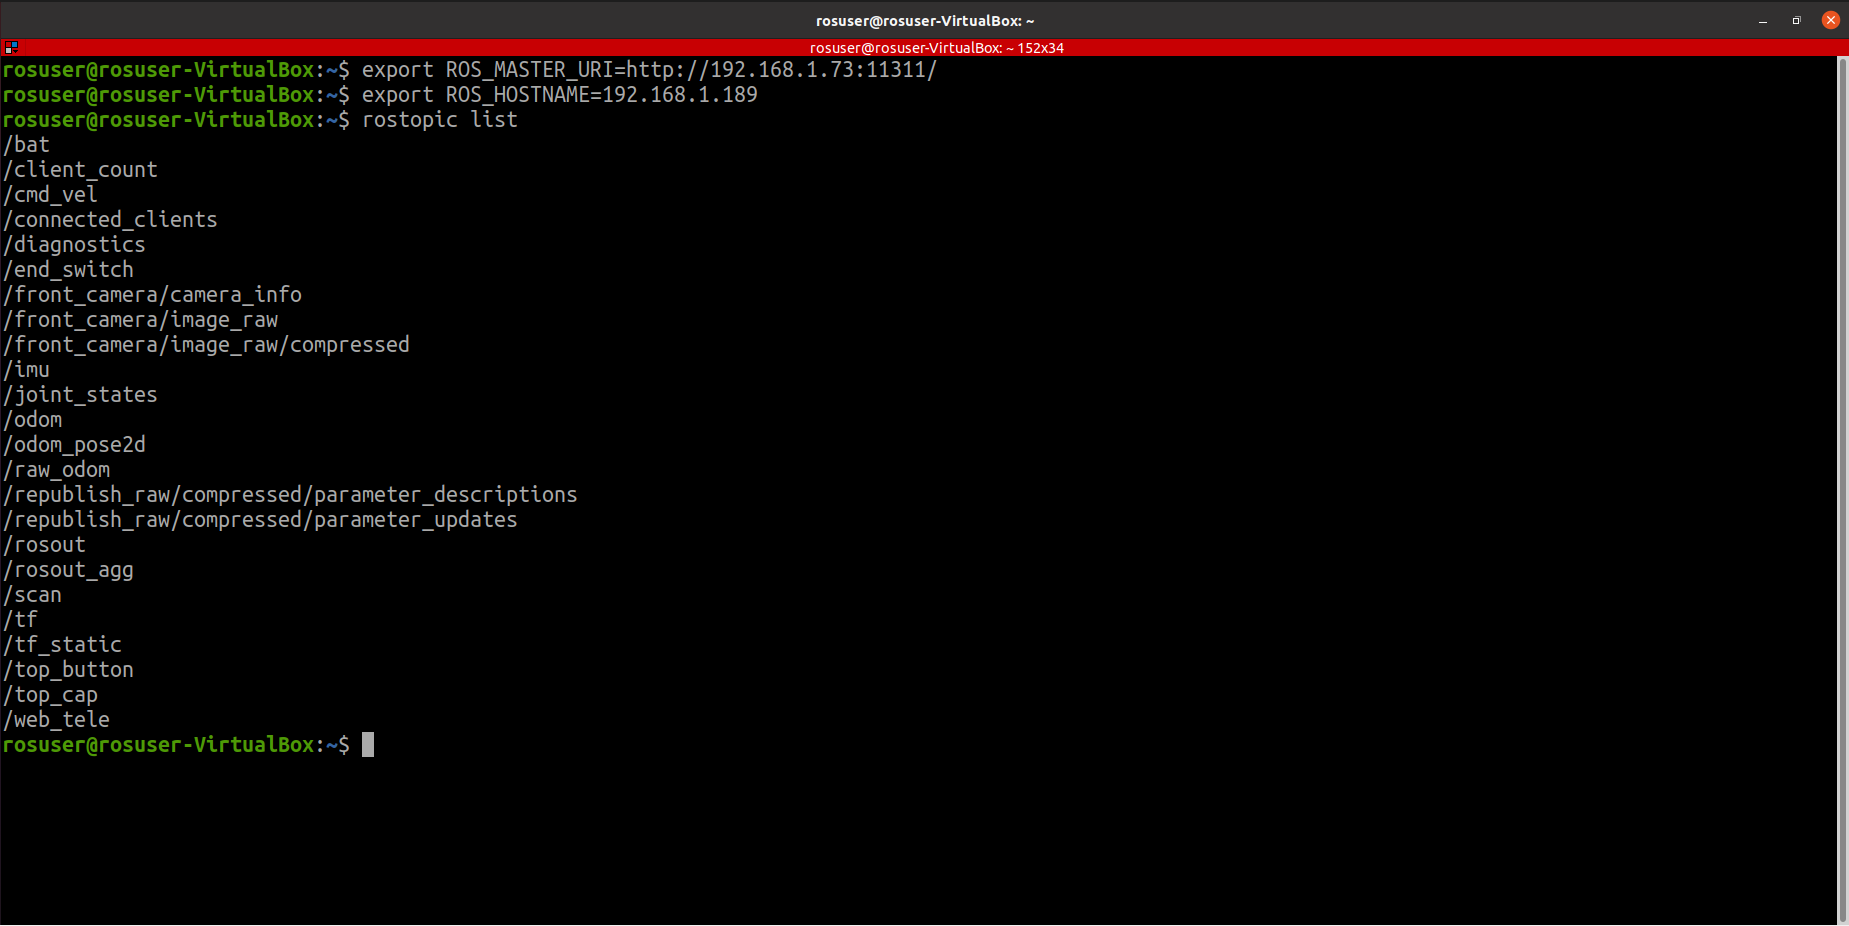 rosuser@rosuser-VirtualBox: ~
rosuser@rosuser-VirtualBox: ~ 152x34
rosuser@rosuser-VirtualBox:~$ export ROS_MASTER_URI=http://192.168.1.73:11311/
rosuser@rosuser-VirtualBox:~$ export ROS_HOSTNAME=192.168.1.189
rosuser@rosuser-VirtualBox:~$ rostopic list
/bat
/client_count
/cmd_vel
/connected_clients
/diagnostics
/end_switch
/front_camera/camera_info
/front_camera/image_raw
/front_camera/image_raw/compressed
/imu
/joint_states
/odom
/odom_pose2d
/raw_odom
/republish_raw/compressed/parameter_descriptions
/republish_raw/compressed/parameter_updates
/rosout
/rosout_agg
/scan
/tf
/tf_static
/top_button
/top_cap
/web_tele
rosuser@rosuser-VirtualBox:~$